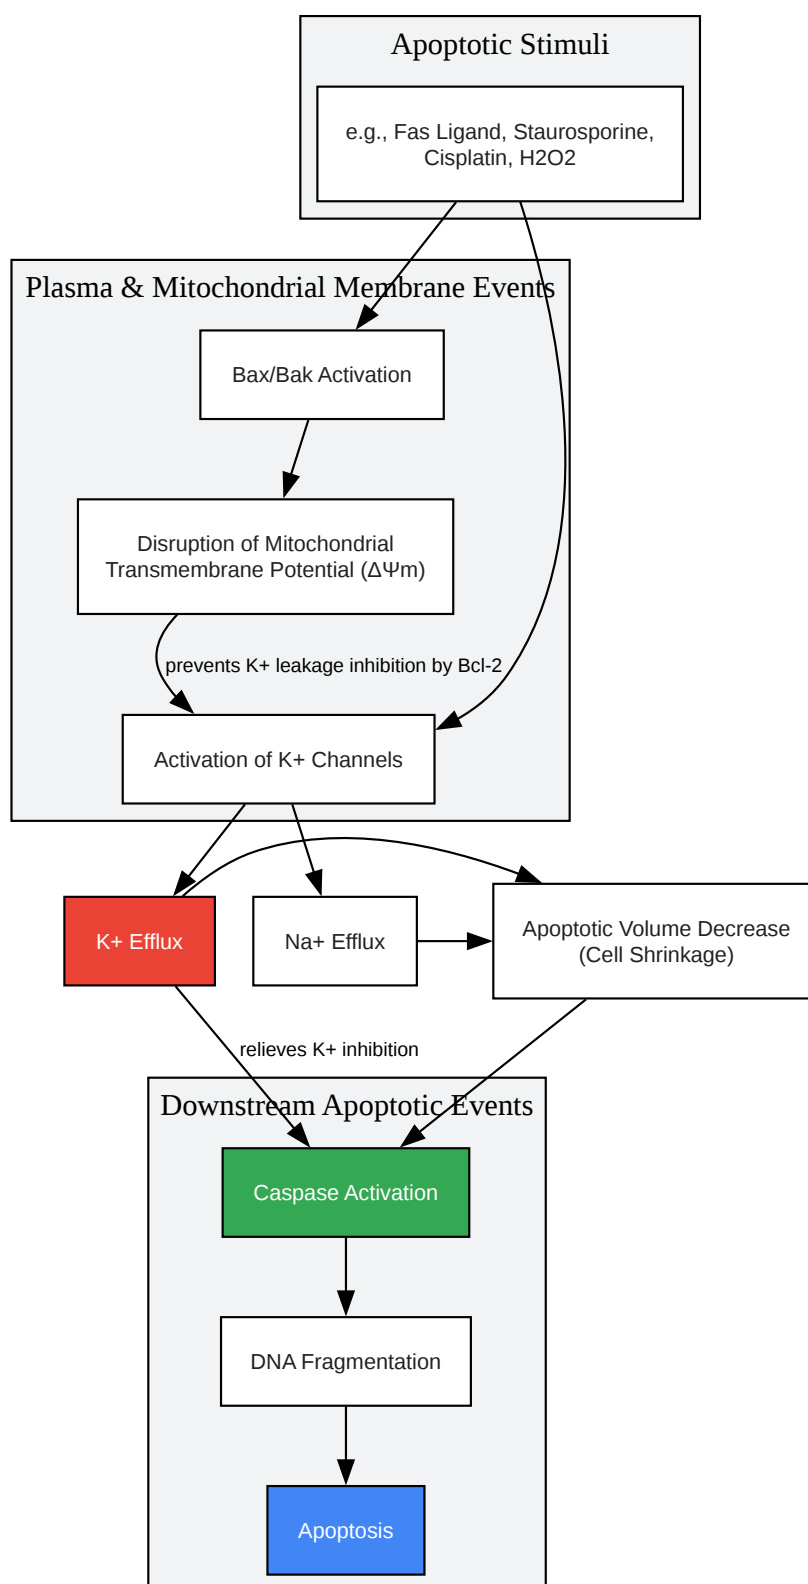 Apoptotic Stimuli
e.g., Fas Ligand, Staurosporine,
Cisplatin, H2O2
Plasma & Mitochondrial Membrane Events
Bax/Bak Activation
Disruption of Mitochondrial
Transmembrane Potential (ΔΨm)
prevents K+ leakage inhibition by Bcl-2
Activation of K+ Channels
K+ Efflux
Na+ Efflux
Apoptotic Volume Decrease
(Cell Shrinkage)
relieves K+ inhibition
Downstream Apoptotic Events
Caspase Activation
DNA Fragmentation
Apoptosis